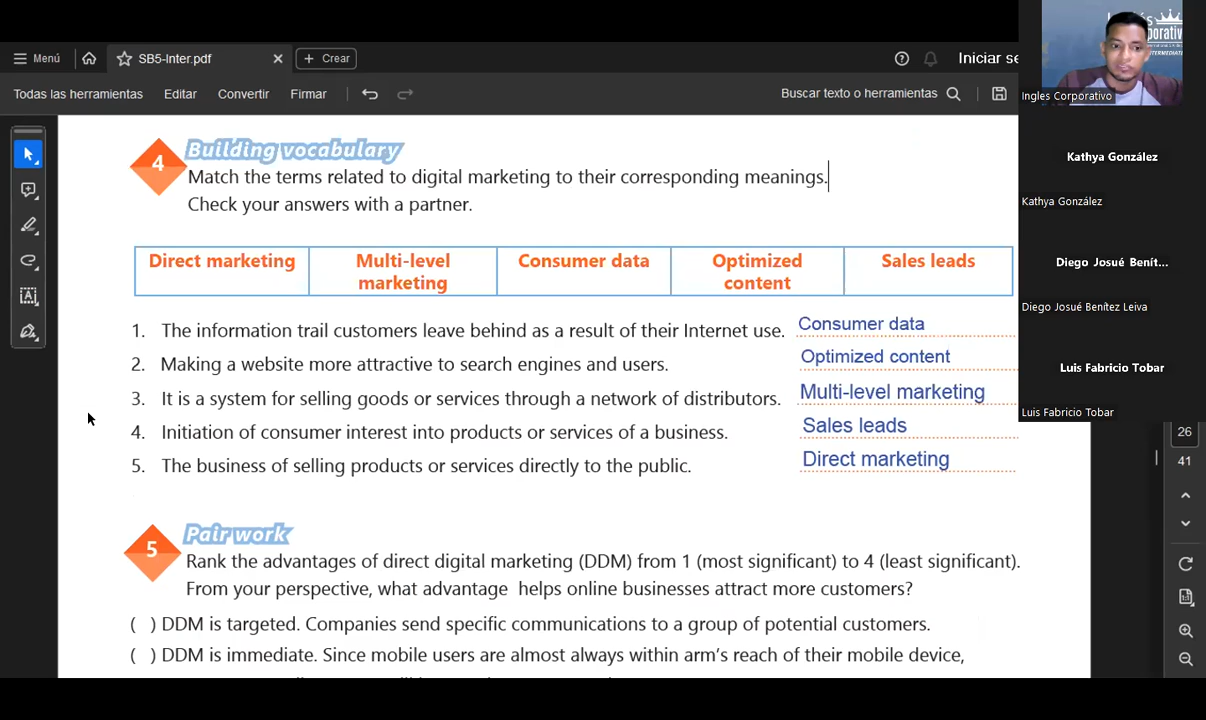 Menú
SB5-Inter.pdf
Crear
Iniciar se
Todas las herramientas
Editar
Convertir
Firmar
Buscar texto o herramientas
Ingles Corporativo
Kathya González
Kathya González
Diego Josué Benít...
Diego Josué Benítez Leiva
Luis Fabricio Tobar
Luis Fabricio Tobar
4 Building vocabulary
Match the terms related to digital marketing to their corresponding meanings.
Check your answers with a partner.
Direct marketing
Multi-level marketing
Consumer data
Optimized content
Sales leads
1. The information trail customers leave behind as a result of their Internet use. Consumer data
2. Making a website more attractive to search engines and users. Optimized content
3. It is a system for selling goods or services through a network of distributors. Multi-level marketing
4. Initiation of consumer interest into products or services of a business. Sales leads
5. The business of selling products or services directly to the public. Direct marketing
26
41
5 Pair work
Rank the advantages of direct digital marketing (DDM) from 1 (most significant) to 4 (least significant).
From your perspective, what advantage helps online businesses attract more customers?
( ) DDM is targeted. Companies send specific communications to a group of potential customers.
( ) DDM is immediate. Since mobile users are almost always within arm's reach of their mobile device,